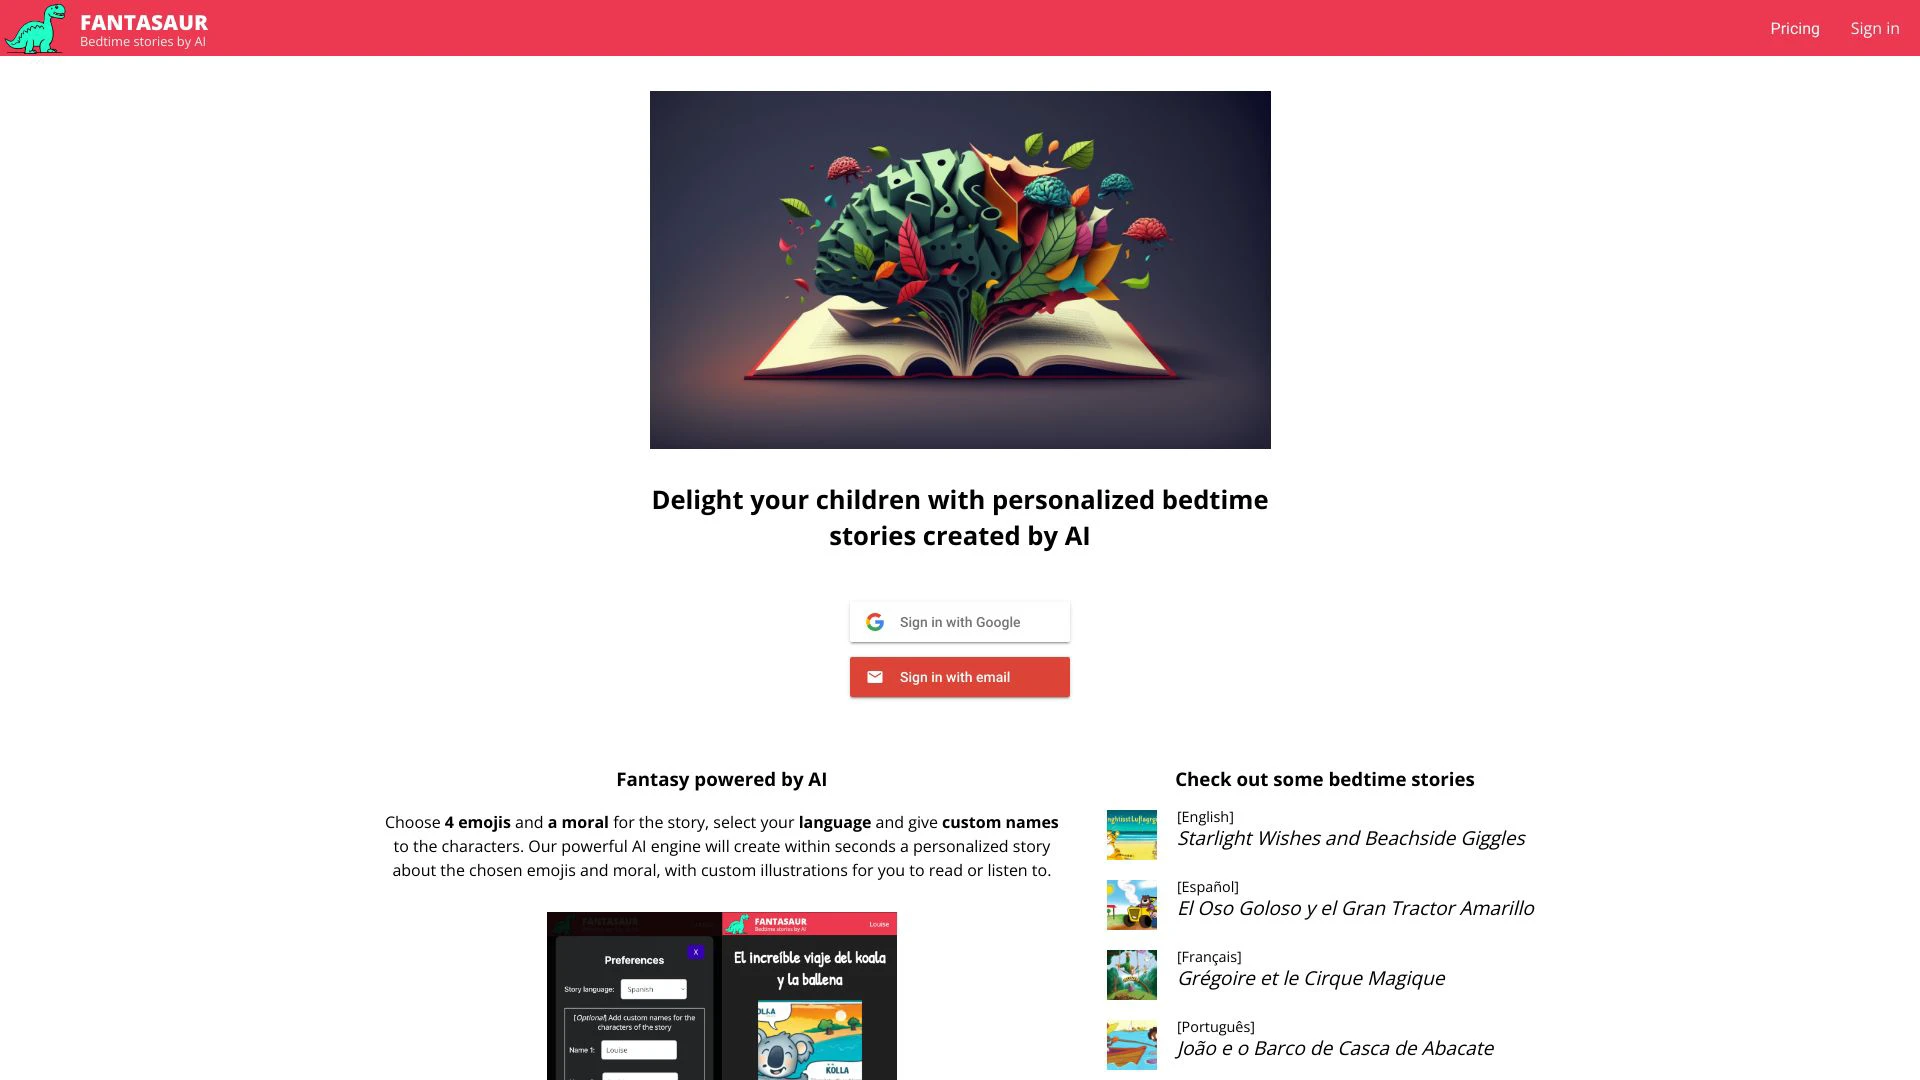 FANTASAUR
Bedtime stories by AI
Pricing
Sign in
Delight your children with personalized bedtime
stories created by AI
Sign in with Google
Sign in with email
Fantasy powered by AI
Choose 4 emojis and a moral for the story, select your language and give custom names
to the characters. Our powerful AI engine will create within seconds a personalized story
about the chosen emojis and moral, with custom illustrations for you to read or listen to.
FANTASAUR
Bedtime stories by AI
Louise
X
Preferences
Story language:
Spanish
[Optional] Add custom names for the
characters of the story
Name 1:
Louise
El increíble viaje del koala
y la ballena
KOLLA
Check out some bedtime stories
[English]
Starlight Wishes and Beachside Giggles
[Español]
El Oso Goloso y el Gran Tractor Amarillo
[Français]
Grégoire et le Cirque Magique
[Português]
João e o Barco de Casca de Abacate